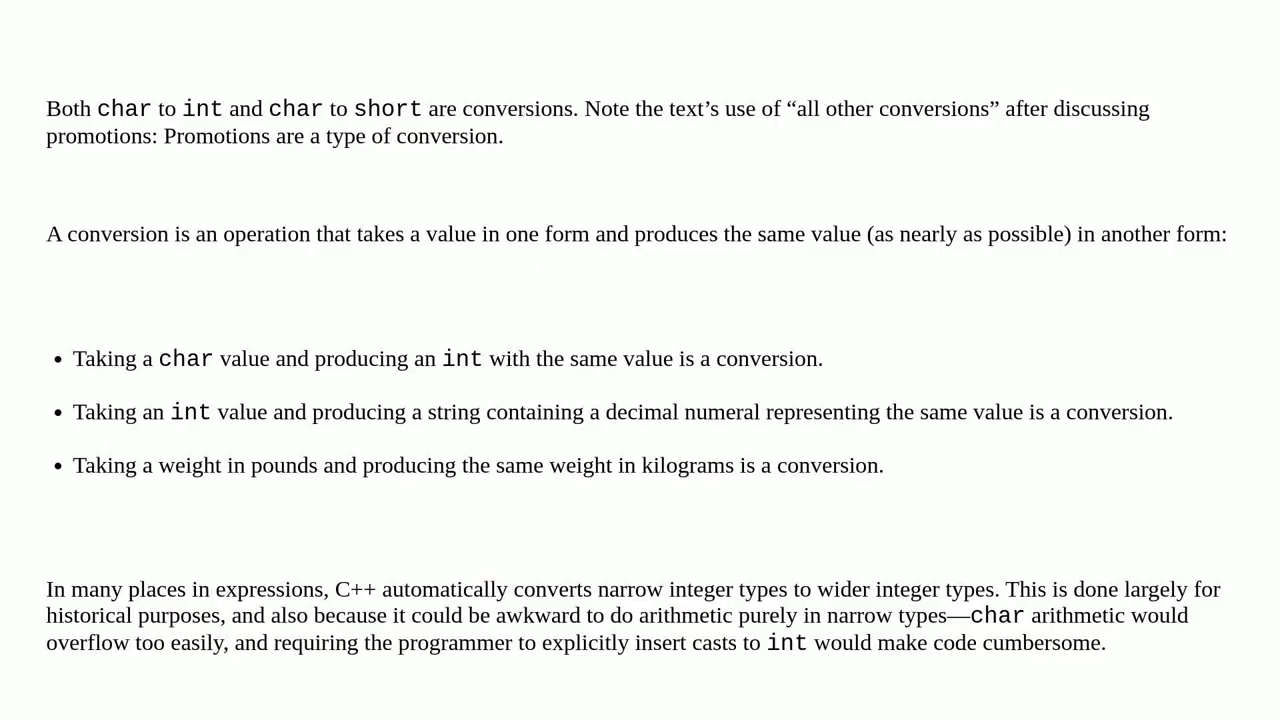 Both char to int and char to short are conversions. Note the text’s use of “all other conversions” after discussing
promotions: Promotions are a type of conversion.
A conversion is an operation that takes a value in one form and produces the same value (as nearly as possible) in another form:
• Taking a char value and producing an int with the same value is a conversion.
• Taking an int value and producing a string containing a decimal numeral representing the same value is a conversion.
• Taking a weight in pounds and producing the same weight in kilograms is a conversion.
In many places in expressions, C++ automatically converts narrow integer types to wider integer types. This is done largely for
historical purposes, and also because it could be awkward to do arithmetic purely in narrow types—char arithmetic would
overflow too easily, and requiring the programmer to explicitly insert casts to int would make code cumbersome.